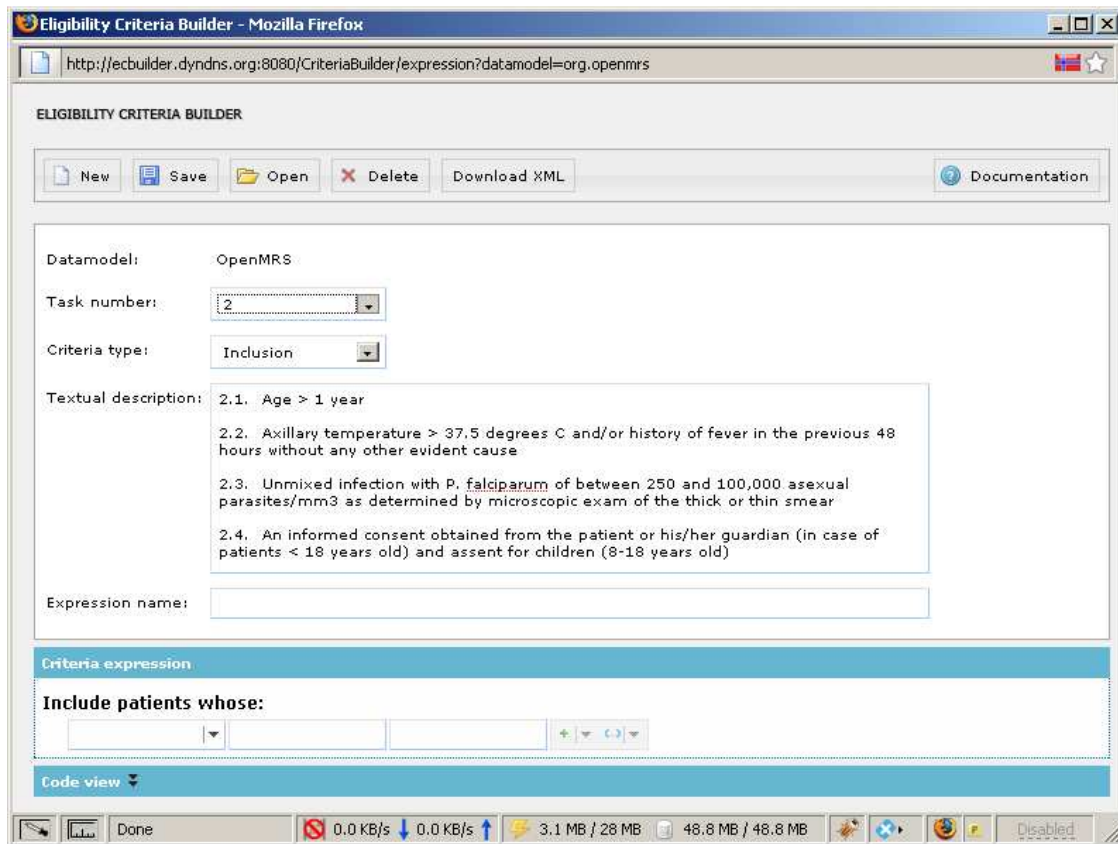 Eligibility Criteria Builder - Mozilla Firefox
http://ecbuilder.dyndns.org:8080/CriteriaBuilder/expression?datamodel=org.openmrs
ELIGIBILITY CRITERIA BUILDER
New Save Open Delete Download XML Documentation
Datamodel: OpenMRS
Task number: 2
Criteria type: Inclusion
Textual description: 2.1. Age > 1 year
2.2. Axillary temperature > 37.5 degrees C and/or history of fever in the previous 48
hours without any other evident cause
2.3. Unmixed infection with P. falciparum of between 250 and 100,000 asexual
parasites/mm3 as determined by microscopic exam of the thick or thin smear
2.4. An informed consent obtained from the patient or his/her guardian (in case of
patients < 18 years old) and assent for children (8-18 years old)
Expression name:
Criteria expression
Include patients whose:
+ (..)
Code view
Done 0.0 KB/s 0.0 KB/s 3.1 MB / 28 MB 48.8 MB / 48.8 MB P. Disabled